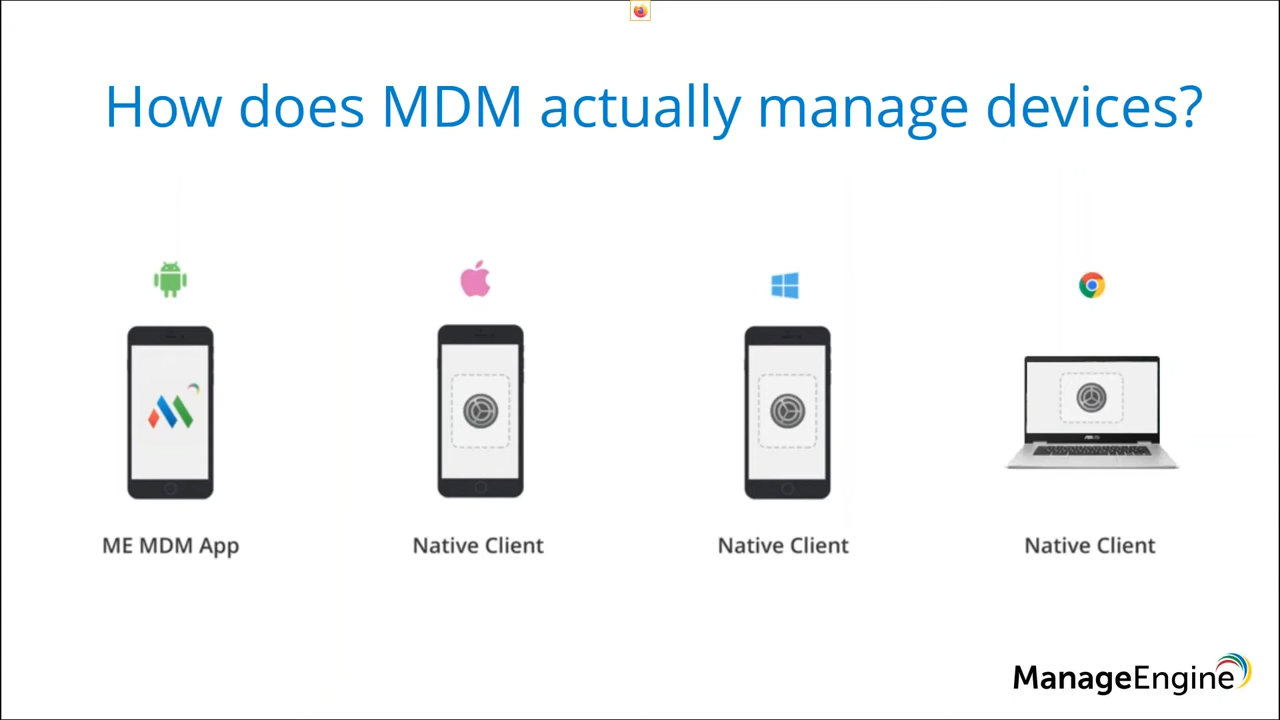 How does MDM actually manage devices?
ME MDM App
Native Client
Native Client
Native Client
ManageEngine